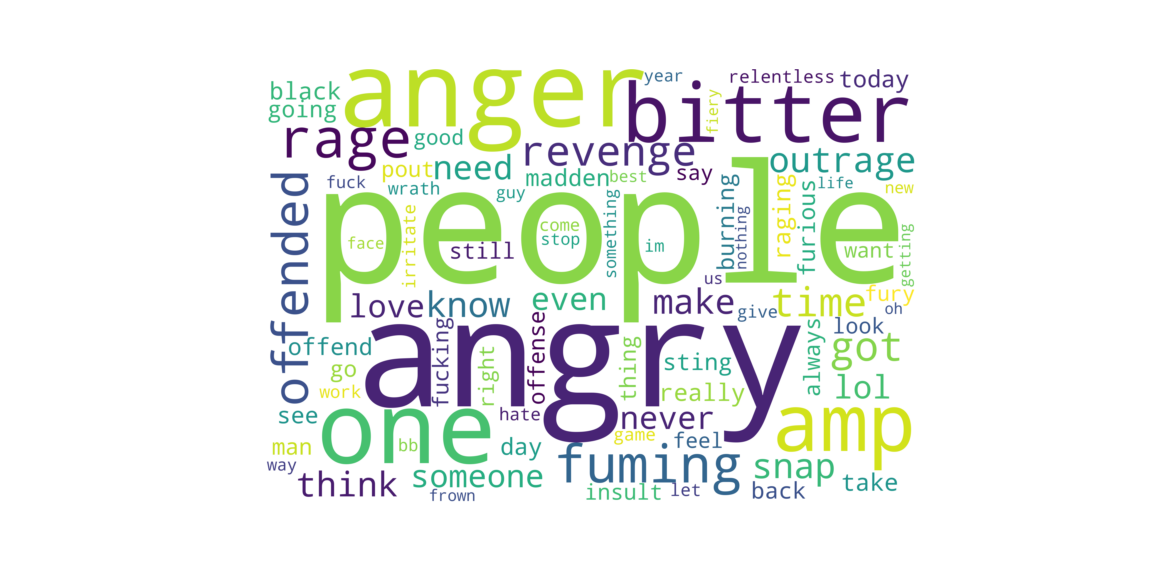 anger
year
relentless
today
black
going
bitter
fiery
rage
good
revenge
outrage
pout
need
madden
best
say
fuck
wrath
guy
life
new
offended
people
something
burning
nothing
raging
furious
irritate
face
still
come
stop
im
want
getting
us
love
know
even
make
give
time
fury
oh
angry
offend
fucking
right
offense
thing
sting
really
always
look
got
go
work
lol
see
one
hate
never
amp
man
bb
day
game
feel
way
think
someone
fuming
snap
frown
insult
let
back
take